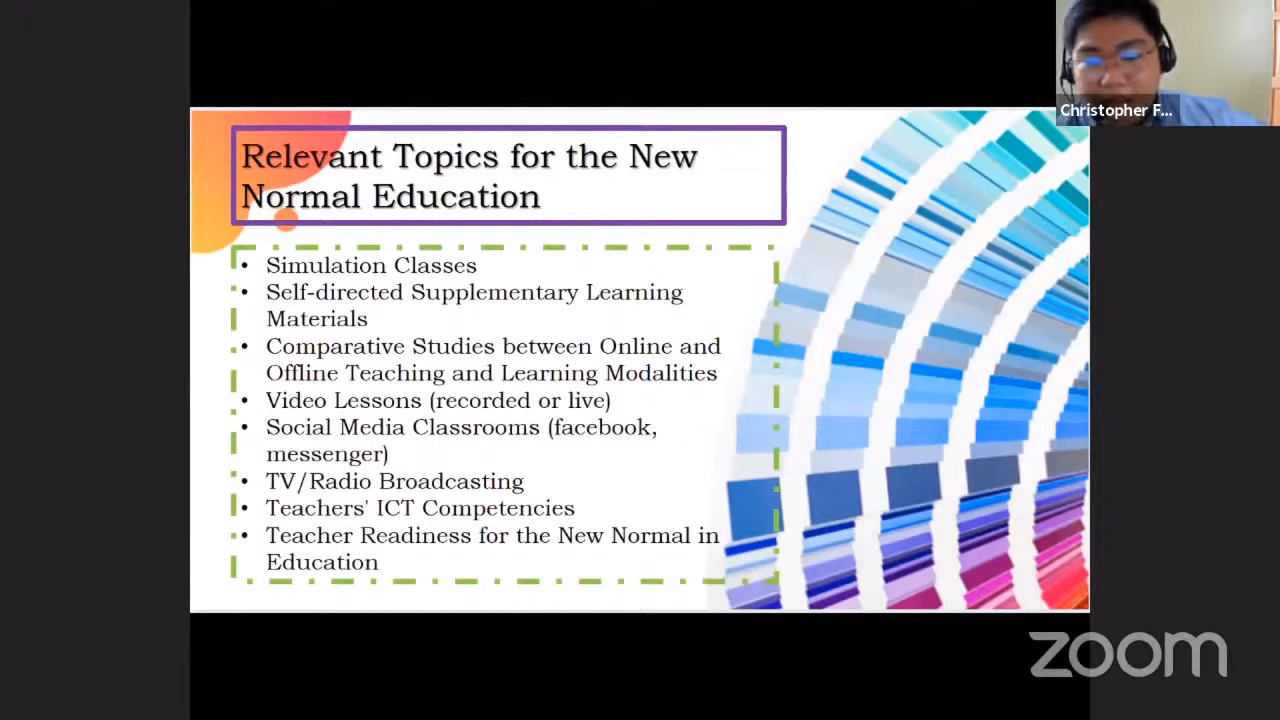 Christopher F...
Relevant Topics for the New
Normal Education
• Simulation Classes
• Self-directed Supplementary Learning
Materials
• Comparative Studies between Online and
Offline Teaching and Learning Modalities
• Video Lessons (recorded or live)
• Social Media Classrooms (facebook,
messenger)
• TV/Radio Broadcasting
• Teachers' ICT Competencies
• Teacher Readiness for the New Normal in
Education
zoom